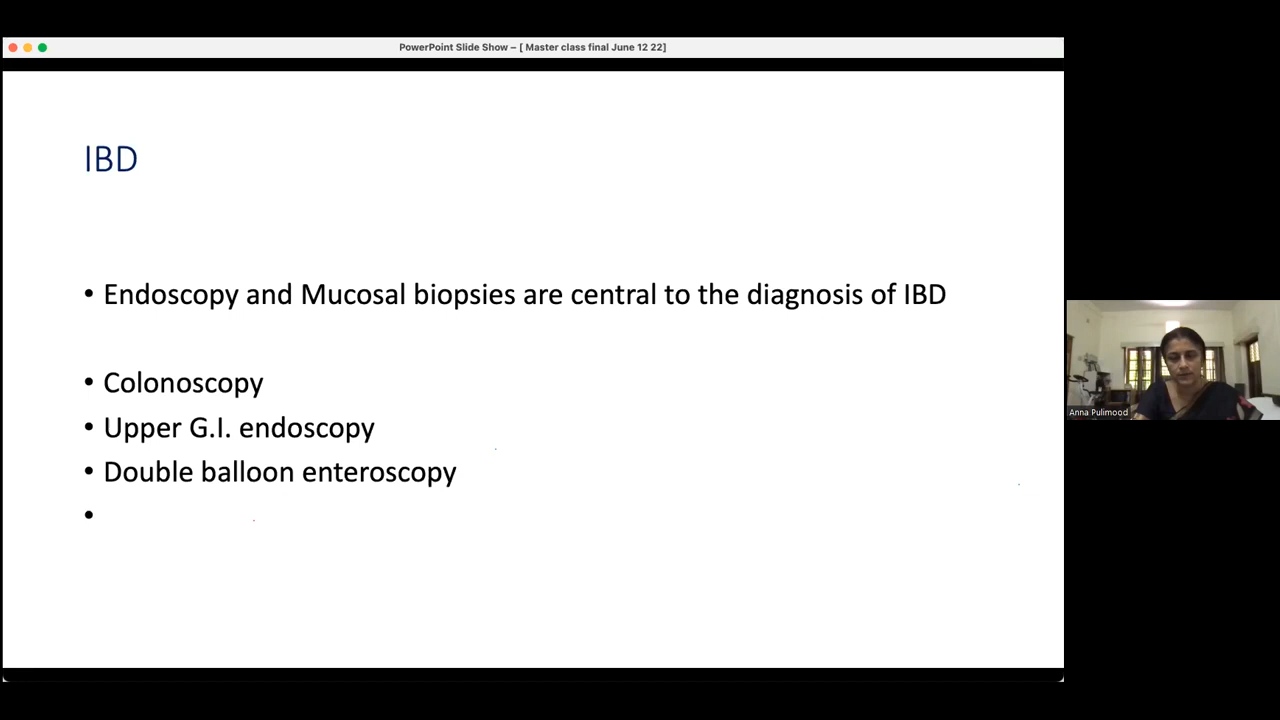 PowerPoint Slide Show – [ Master class final June 12 22]
IBD
• Endoscopy and Mucosal biopsies are central to the diagnosis of IBD
• Colonoscopy
• Upper G.I. endoscopy
• Double balloon enteroscopy
•
Anna Pulimood